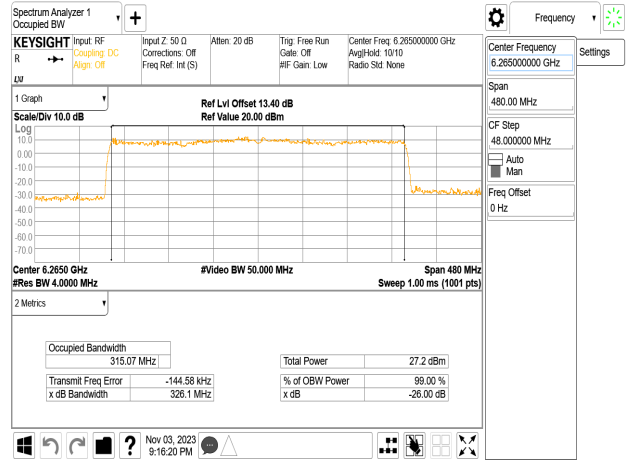 Spectrum Analyzer 1
Occupied BW
Frequency
KEYSIGHT
R
LXI
Input: RF
Coupling: DC
Align: Off
Input Z: 50 Ω
Corrections: Off
Freq Ref: Int (S)
Atten: 20 dB
Trig: Free Run
Gate: Off
#IF Gain: Low
Center Freq: 6.265000000 GHz
Avg|Hold: 10/10
Radio Std: None
Center Frequency
6.265000000 GHz
Settings
Span
480.00 MHz
CF Step
48.000000 MHz
Auto
Man
Freq Offset
0 Hz
1 Graph
Scale/Div 10.0 dB
Ref Lvl Offset 13.40 dB
Ref Value 20.00 dBm
Log
10.0
0.00
-10.0
-20.0
-30.0
-40.0
-50.0
-60.0
-70.0
Center 6.2650 GHz
#Video BW 50.000 MHz
Span 480 MHz
#Res BW 4.0000 MHz
Sweep 1.00 ms (1001 pts)
2 Metrics
Occupied Bandwidth
315.07 MHz
Total Power 27.2 dBm
Transmit Freq Error -144.58 kHz
% of OBW Power 99.00 %
x dB Bandwidth 326.1 MHz
x dB -26.00 dB
?
Nov 03, 2023
9:16:20 PM